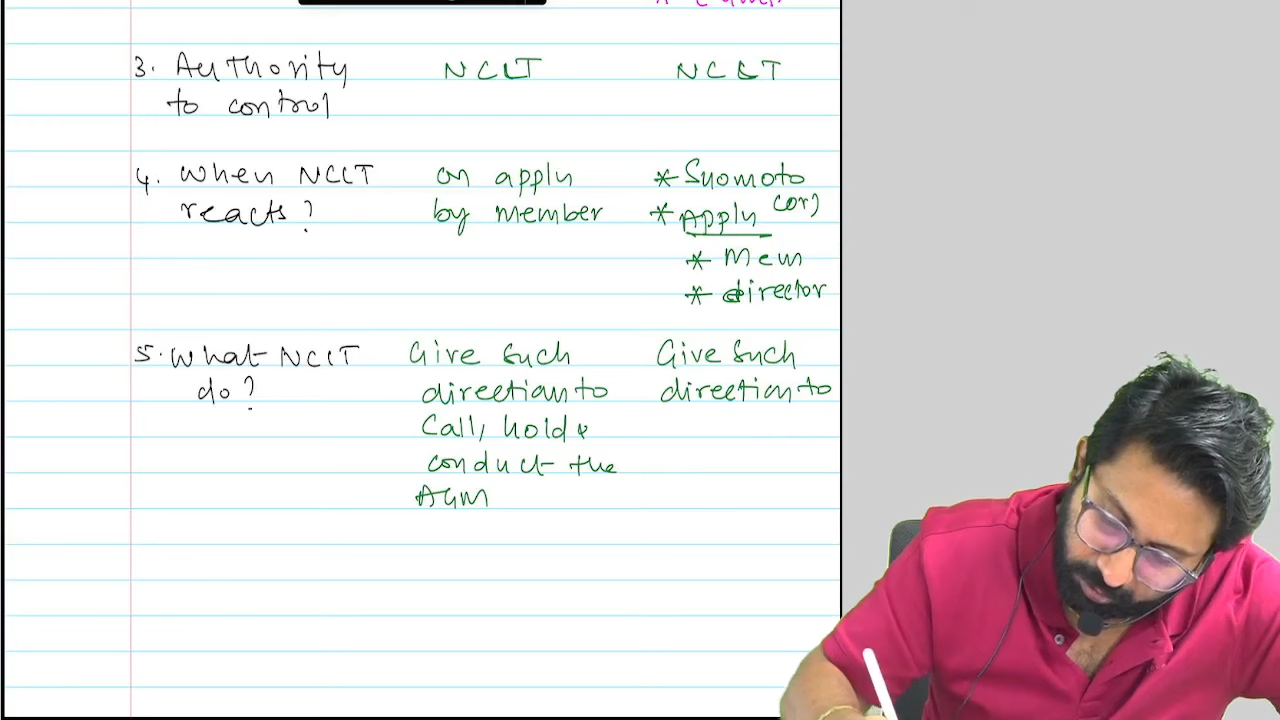 3. Authority NCLT NCLT
to control
4. When NCLT on appln * Suomoto
reacts? by member * Appln (or)
* Mem
* director
5. What NCLT Give such Give such
do? direction to direction to
Call, hold &
conduct the
AGM